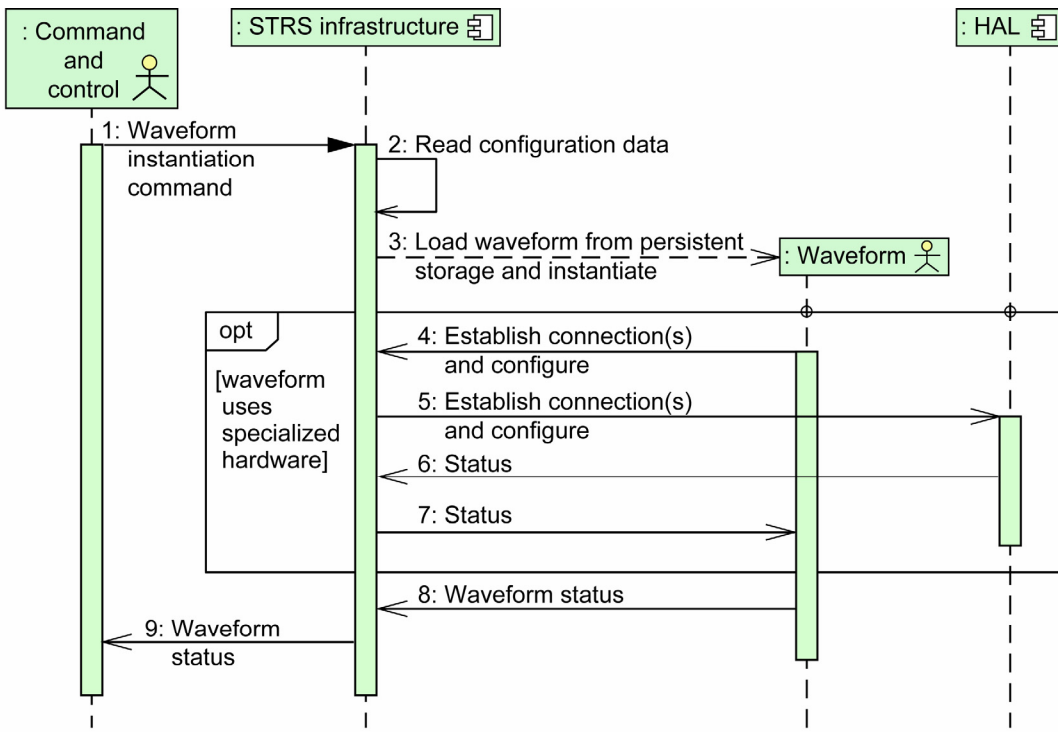 : Command
and
control
: STRS infrastructure
: HAL
1: Waveform
instantiation
command
2: Read configuration data
3: Load waveform from persistent
storage and instantiate
: Waveform
opt
[waveform
uses
specialized
hardware]
4: Establish connection(s)
and configure
5: Establish connection(s)
and configure
6: Status
7: Status
8: Waveform status
9: Waveform
status